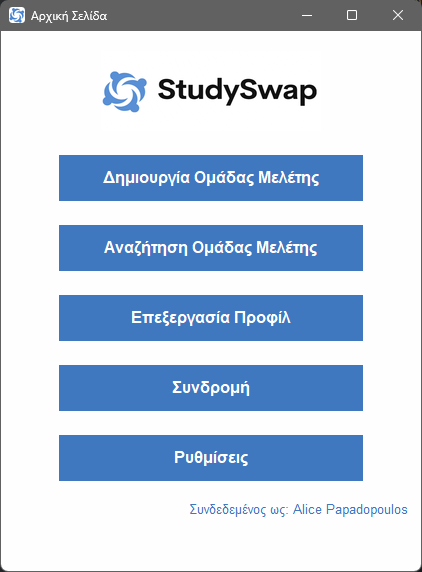 Αρχική Σελίδα
StudySwap
Δημιουργία Ομάδας Μελέτης
Αναζήτηση Ομάδας Μελέτης
Επεξεργασία Προφίλ
Συνδρομή
Ρυθμίσεις
Συνδεδεμένος ως: Alice Papadopoulos